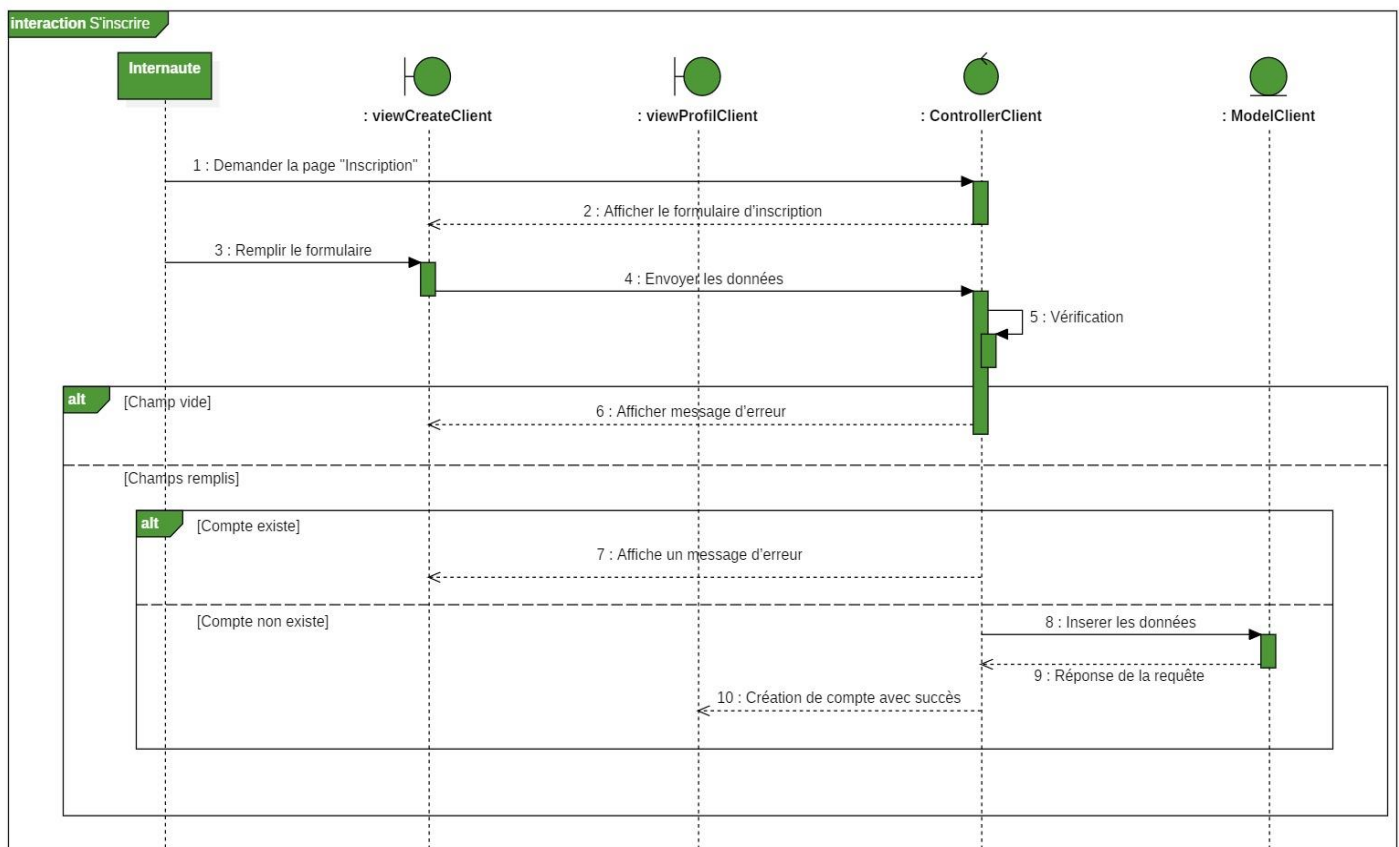 interaction S'inscrire
Internaute
: viewCreateClient
: viewProfilClient
: ControllerClient
: ModelClient
1 : Demander la page "Inscription"
2 : Afficher le formulaire d'inscription
3 : Remplir le formulaire
4 : Envoyer les données
5 : Vérification
alt
[Champ vide]
6 : Afficher message d'erreur
[Champs remplis]
alt
[Compte existe]
7 : Affiche un message d'erreur
[Compte non existe]
8 : Inserer les données
9 : Réponse de la requête
10 : Création de compte avec succès